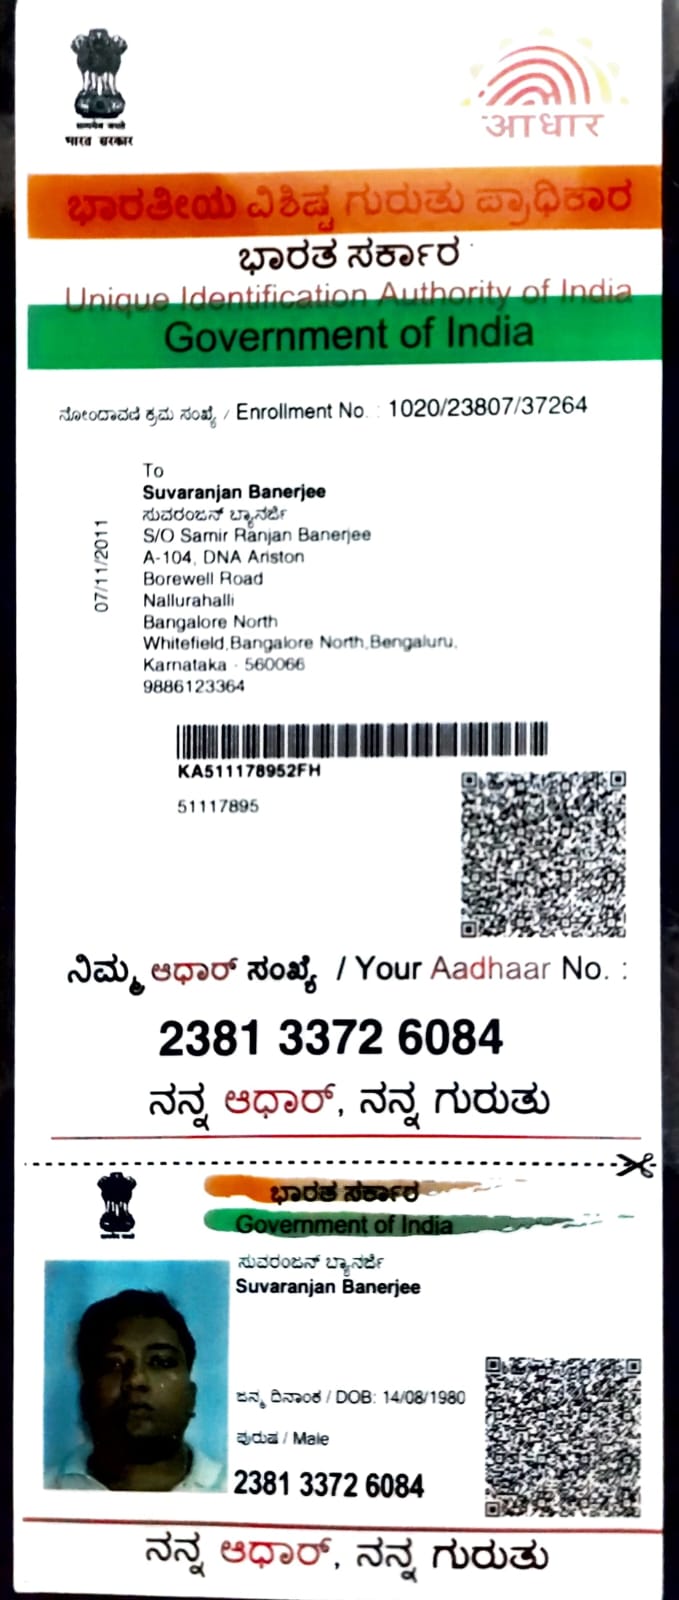 सत्यमेव जयते
भारत सरकार
आधार
ಭಾರತೀಯ ವಿಶಿಷ್ಟ ಗುರುತು ಪ್ರಾಧಿಕಾರ
ಭಾರತ ಸರ್ಕಾರ
Unique Identification Authority of India
Government of India
ನೋಂದಾವಣಿ ಕ್ರಮ ಸಂಖ್ಯೆ / Enrollment No. : 1020/23807/37264
07/11/2011
To
Suvaranjan Banerjee
ಸುವರಂಜನ್ ಬ್ಯಾನರ್ಜಿ
S/O Samir Ranjan Banerjee
A-104, DNA Ariston
Borewell Road
Nallurahalli
Bangalore North
Whitefield,Bangalore North,Bengaluru,
Karnataka - 560066
9886123364
KA511178952FH
51117895
ನಿಮ್ಮ ಆಧಾರ್ ಸಂಖ್ಯೆ / Your Aadhaar No. :
2381 3372 6084
ನನ್ನ ಆಧಾರ್, ನನ್ನ ಗುರುತು
ಭಾರತ ಸರ್ಕಾರ
Government of India
ಸುವರಂಜನ್ ಬ್ಯಾನರ್ಜಿ
Suvaranjan Banerjee
ಜನ್ಮ ದಿನಾಂಕ / DOB: 14/08/1980
ಪುರುಷ / Male
2381 3372 6084
ನನ್ನ ಆಧಾರ್, ನನ್ನ ಗುರುತು